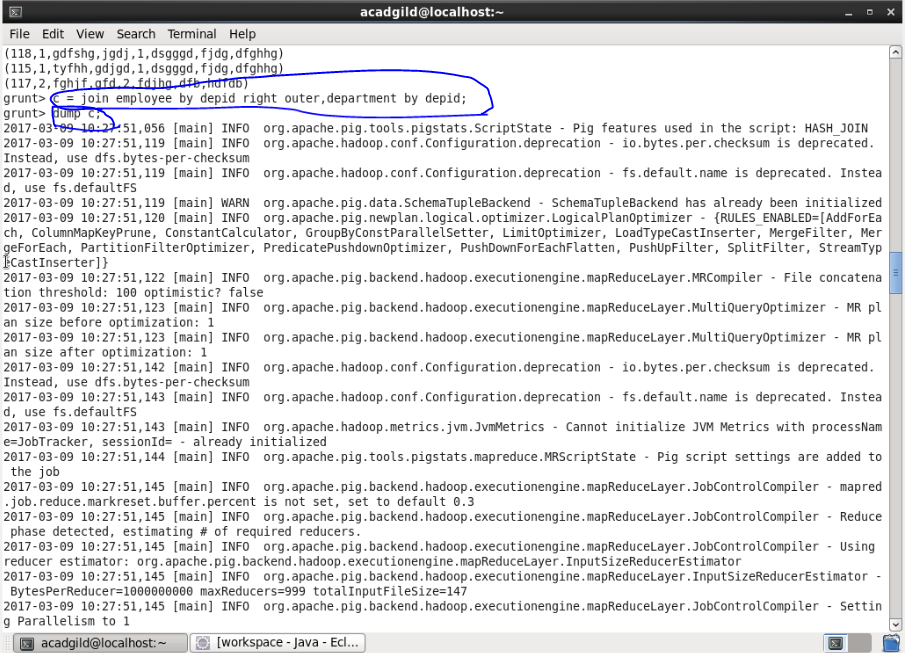 acadgild@localhost:~
File Edit View Search Terminal Help
(118,1,gdfshg,jgdj,1,dsgggd,fjdg,dfghhg)
(115,1,tyfhh,gdjgd,1,dsgggd,fjdg,dfghhg)
(117,2,fghjf,gfd,2,fdjhg,dfb,hdfdb)
grunt> c = join employee by depid right outer,department by depid;
grunt> dump c;
2017-03-09 10:27:51,056 [main] INFO  org.apache.pig.tools.pigstats.ScriptState - Pig features used in the script: HASH_JOIN
2017-03-09 10:27:51,119 [main] INFO  org.apache.hadoop.conf.Configuration.deprecation - io.bytes.per.checksum is deprecated.
Instead, use dfs.bytes-per-checksum
2017-03-09 10:27:51,119 [main] INFO  org.apache.hadoop.conf.Configuration.deprecation - fs.default.name is deprecated. Instea
d, use fs.defaultFS
2017-03-09 10:27:51,119 [main] WARN  org.apache.pig.data.SchemaTupleBackend - SchemaTupleBackend has already been initialized
2017-03-09 10:27:51,120 [main] INFO  org.apache.pig.newplan.logical.optimizer.LogicalPlanOptimizer - {RULES_ENABLED=[AddForEa
ch, ColumnMapKeyPrune, ConstantCalculator, GroupByConstParallelSetter, LimitOptimizer, LoadTypeCastInserter, MergeFilter, Mer
geForEach, PartitionFilterOptimizer, PredicatePushdownOptimizer, PushDownForEachFlatten, PushUpFilter, SplitFilter, StreamTyp
eCastInserter]}
2017-03-09 10:27:51,122 [main] INFO  org.apache.pig.backend.hadoop.executionengine.mapReduceLayer.MRCompiler - File concatena
tion threshold: 100 optimistic? false
2017-03-09 10:27:51,123 [main] INFO  org.apache.pig.backend.hadoop.executionengine.mapReduceLayer.MultiQueryOptimizer - MR pl
an size before optimization: 1
2017-03-09 10:27:51,123 [main] INFO  org.apache.pig.backend.hadoop.executionengine.mapReduceLayer.MultiQueryOptimizer - MR pl
an size after optimization: 1
2017-03-09 10:27:51,142 [main] INFO  org.apache.hadoop.conf.Configuration.deprecation - io.bytes.per.checksum is deprecated.
Instead, use dfs.bytes-per-checksum
2017-03-09 10:27:51,143 [main] INFO  org.apache.hadoop.conf.Configuration.deprecation - fs.default.name is deprecated. Instea
d, use fs.defaultFS
2017-03-09 10:27:51,143 [main] INFO  org.apache.hadoop.metrics.jvm.JvmMetrics - Cannot initialize JVM Metrics with processNam
e=JobTracker, sessionId= - already initialized
2017-03-09 10:27:51,144 [main] INFO  org.apache.pig.tools.pigstats.mapreduce.MRScriptState - Pig script settings are added to
the job
2017-03-09 10:27:51,145 [main] INFO  org.apache.pig.backend.hadoop.executionengine.mapReduceLayer.JobControlCompiler - mapred
.job.reduce.markreset.buffer.percent is not set, set to default 0.3
2017-03-09 10:27:51,145 [main] INFO  org.apache.pig.backend.hadoop.executionengine.mapReduceLayer.JobControlCompiler - Reduce
phase detected, estimating # of required reducers.
2017-03-09 10:27:51,145 [main] INFO  org.apache.pig.backend.hadoop.executionengine.mapReduceLayer.JobControlCompiler - Using
reducer estimator: org.apache.pig.backend.hadoop.executionengine.mapReduceLayer.InputSizeReducerEstimator
2017-03-09 10:27:51,145 [main] INFO  org.apache.pig.backend.hadoop.executionengine.mapReduceLayer.InputSizeReducerEstimator -
BytesPerReducer=1000000000 maxReducers=999 totalInputFileSize=147
2017-03-09 10:27:51,145 [main] INFO  org.apache.pig.backend.hadoop.executionengine.mapReduceLayer.JobControlCompiler - Settin
g Parallelism to 1
acadgild@localhost:~ [workspace - Java - Ecl...